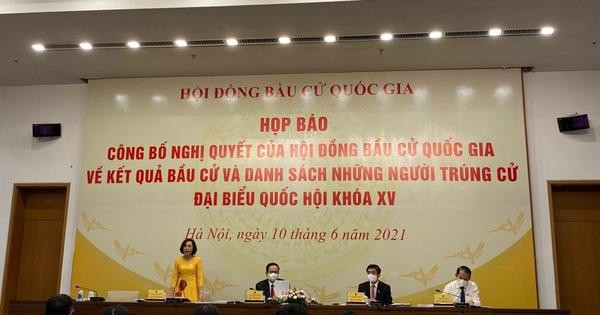 HỘI ĐỒNG BẦU CỬ QUỐC GIA
HỌP BÁO
CÔNG BỐ NGHỊ QUYẾT CỦA HỘI ĐỒNG BẦU CỬ QUỐC GIA
VỀ KẾT QUẢ BẦU CỬ VÀ DANH SÁCH NHỮNG NGƯỜI TRÚNG CỬ
ĐẠI BIỂU QUỐC HỘI KHÓA XV
Hà Nội, ngày 10 tháng 6 năm 2021